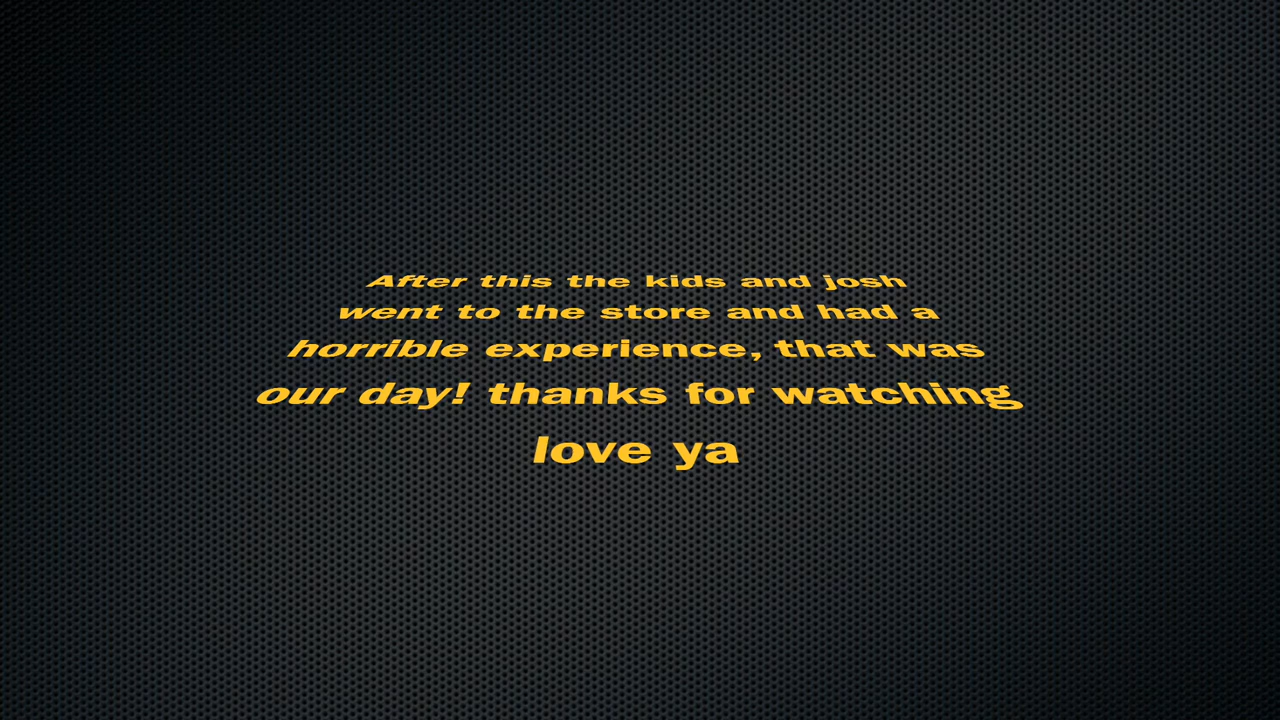 After this the kids and josh
went to the store and had a
horrible experience, that was
our day! thanks for watching
love ya